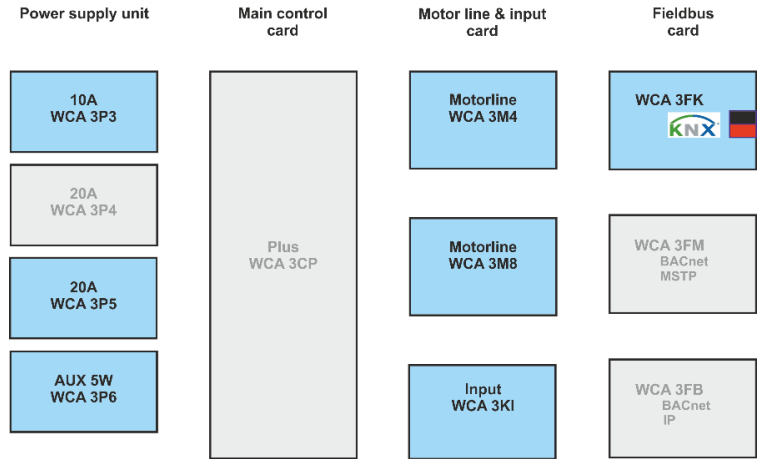 Power supply unit
Main control
card
Motor line & input
card
Fieldbus
card
10A
WCA 3P3
20A
WCA 3P4
20A
WCA 3P5
AUX 5W
WCA 3P6
Plus
WCA 3CP
Motorline
WCA 3M4
Motorline
WCA 3M8
Input
WCA 3KI
WCA 3FK
KNX
WCA 3FM
BACnet
MSTP
WCA 3FB
BACnet
IP